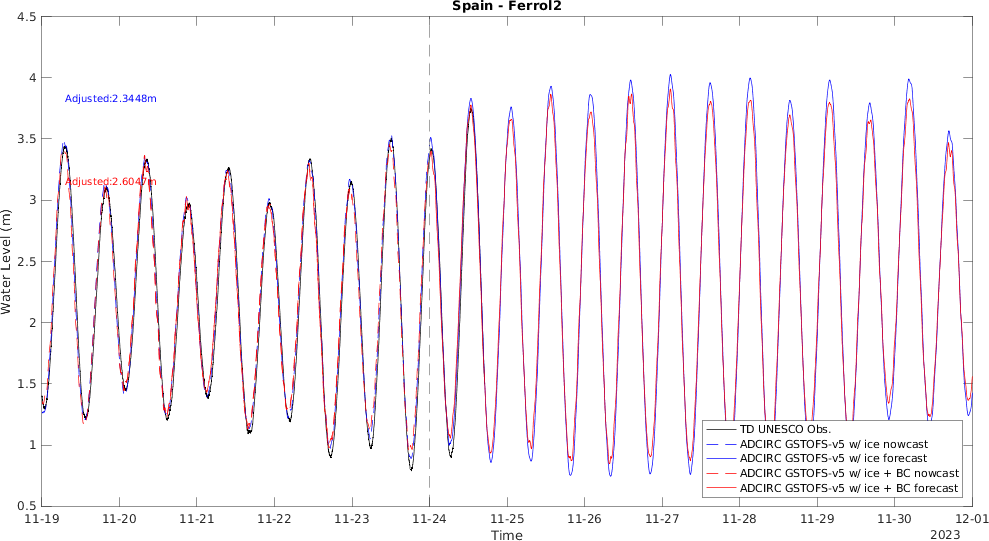 Spain - Ferrol2
4.5
4
3.5
3
2.5
2
1.5
1
0.5
Water Level (m)
Adjusted:2.3448m
Adjusted:2.6047m
TD UNESCO Obs.
ADCIRC GSTOFS-v5 w/ ice nowcast
ADCIRC GSTOFS-v5 w/ ice forecast
ADCIRC GSTOFS-v5 w/ ice + BC nowcast
ADCIRC GSTOFS-v5 w/ ice + BC forecast
11-19 11-20 11-21 11-22 11-23 11-24 11-25 11-26 11-27 11-28 11-29 11-30 12-01
Time
2023